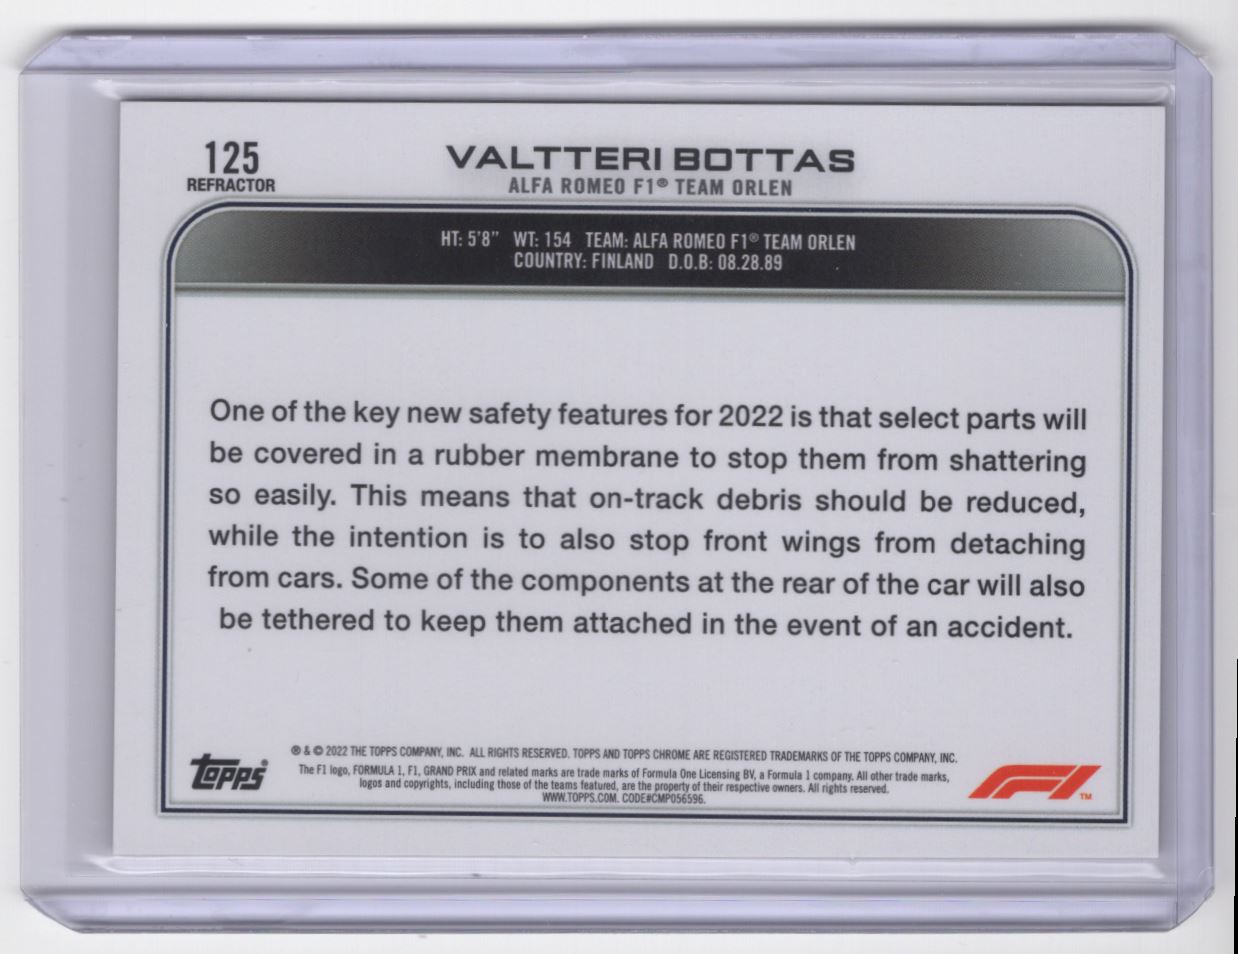 125
REFRACTOR
VALTTERI BOTTAS
ALFA ROMEO F1® TEAM ORLEN
HT: 5'8" WT: 154 TEAM: ALFA ROMEO F1® TEAM ORLEN
COUNTRY: FINLAND D.O.B: 08.28.89
One of the key new safety features for 2022 is that select parts will
be covered in a rubber membrane to stop them from shattering
so easily. This means that on-track debris should be reduced,
while the intention is to also stop front wings from detaching
from cars. Some of the components at the rear of the car will also
be tethered to keep them attached in the event of an accident.
Topps
® & © 2022 THE TOPPS COMPANY, INC. ALL RIGHTS RESERVED. TOPPS AND TOPPS CHROME ARE REGISTERED TRADEMARKS OF THE TOPPS COMPANY, INC.
The F1 logo, FORMULA 1, F1, GRAND PRIX and related marks are trade marks of Formula One Licensing BV, a Formula 1 company. All other trade marks,
logos and copyrights, including those of the teams featured, are the property of their respective owners. All rights reserved.
WWW.TOPPS.COM. CODE#CMP056596.
F1 ™